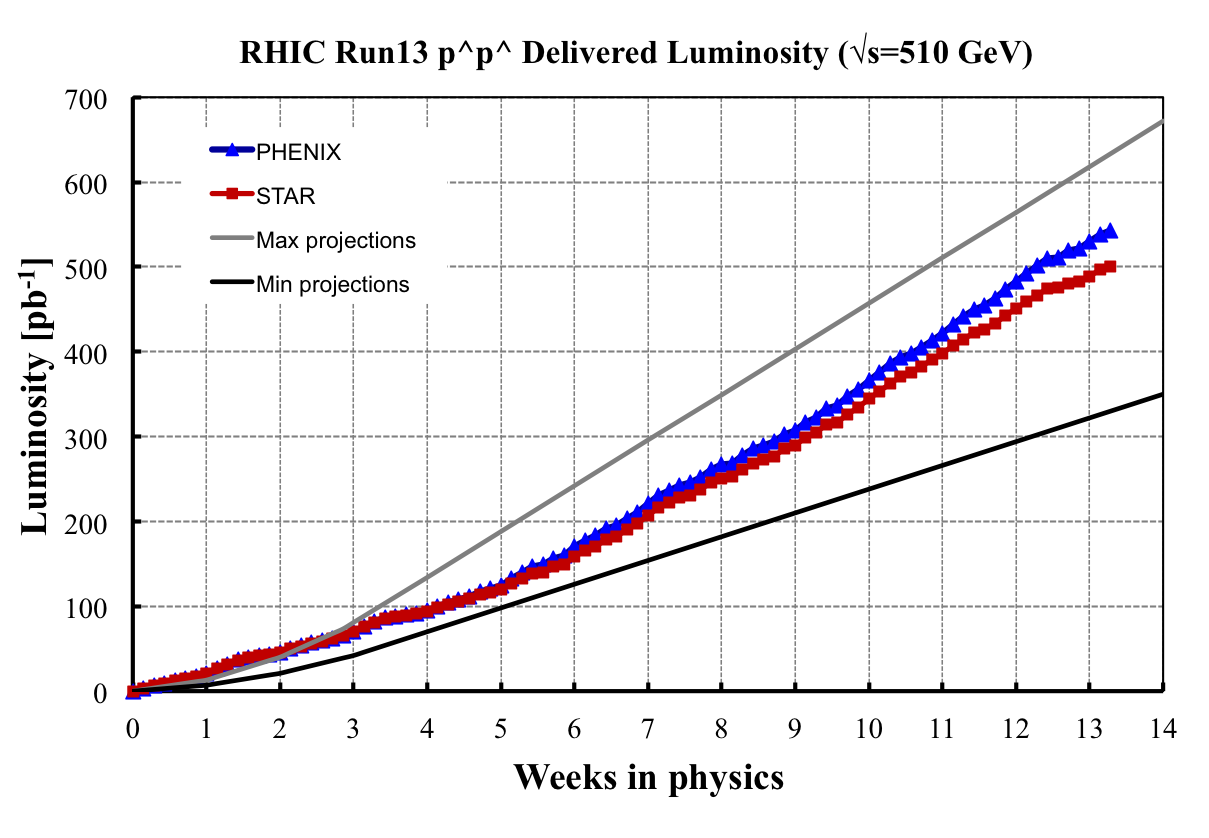 RHIC Run13 p^p^ Delivered Luminosity (√s=510 GeV)
700
600
500
400
300
200
100
0
PHENIX
STAR
Max projections
Min projections
Luminosity [pb-1]
0 1 2 3 4 5 6 7 8 9 10 11 12 13 14
Weeks in physics